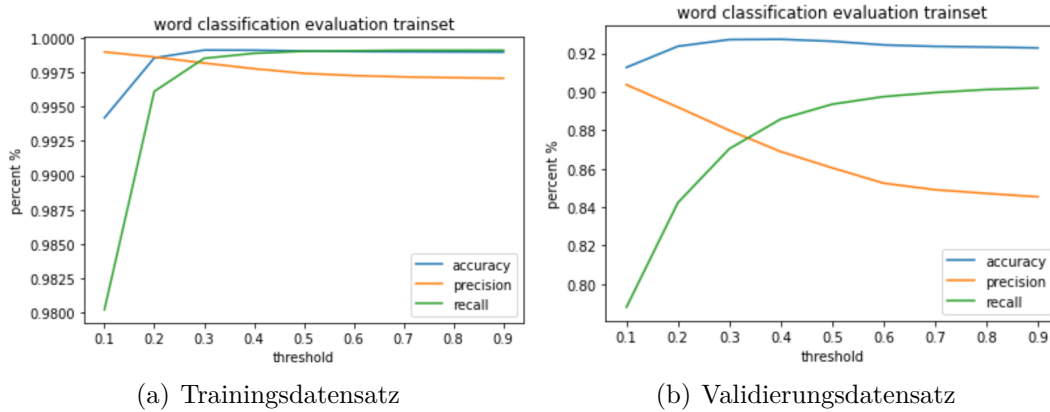 word classification evaluation trainset
percent %
1.0000
0.9975
0.9950
0.9925
0.9900
0.9875
0.9850
0.9825
0.9800
accuracy
precision
recall
0.1 0.2 0.3 0.4 0.5 0.6 0.7 0.8 0.9
threshold
(a) Trainingsdatensatz
word classification evaluation trainset
percent %
0.92
0.90
0.88
0.86
0.84
0.82
0.80
accuracy
precision
recall
0.1 0.2 0.3 0.4 0.5 0.6 0.7 0.8 0.9
threshold
(b) Validierungsdatensatz